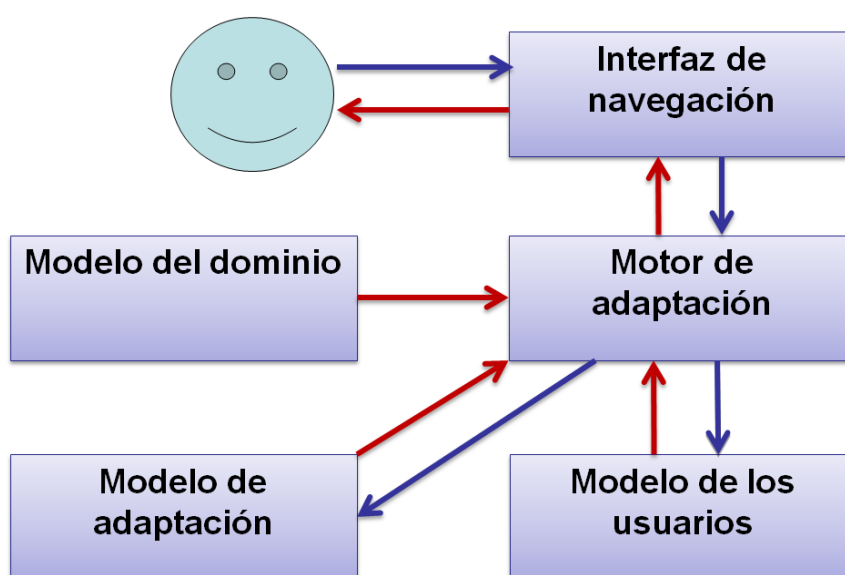 Interfaz de
navegación
Modelo del dominio
Motor de
adaptación
Modelo de
adaptación
Modelo de los
usuarios